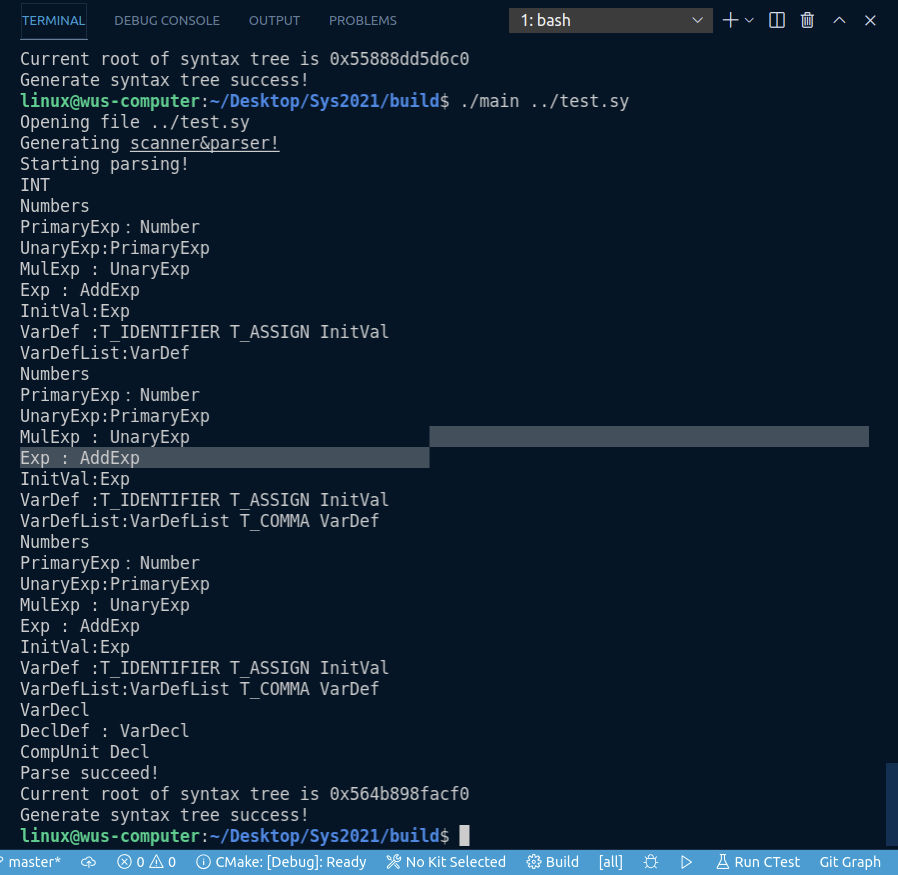 TERMINAL DEBUG CONSOLE OUTPUT PROBLEMS 1: bash
Current root of syntax tree is 0x55888dd5d6c0
Generate syntax tree success!
linux@wus-computer:~/Desktop/Sys2021/build$ ./main ../test.sy
Opening file ../test.sy
Generating scanner&parser!
Starting parsing!
INT
Numbers
PrimaryExp：Number
UnaryExp:PrimaryExp
MulExp : UnaryExp
Exp : AddExp
InitVal:Exp
VarDef :T_IDENTIFIER T_ASSIGN InitVal
VarDefList:VarDef
Numbers
PrimaryExp：Number
UnaryExp:PrimaryExp
MulExp : UnaryExp
Exp : AddExp
InitVal:Exp
VarDef :T_IDENTIFIER T_ASSIGN InitVal
VarDefList:VarDefList T_COMMA VarDef
Numbers
PrimaryExp：Number
UnaryExp:PrimaryExp
MulExp : UnaryExp
Exp : AddExp
InitVal:Exp
VarDef :T_IDENTIFIER T_ASSIGN InitVal
VarDefList:VarDefList T_COMMA VarDef
VarDecl
DeclDef : VarDecl
CompUnit Decl
Parse succeed!
Current root of syntax tree is 0x564b898facf0
Generate syntax tree success!
linux@wus-computer:~/Desktop/Sys2021/build$
master* 0 0 CMake: [Debug]: Ready No Kit Selected Build [all] Run CTest Git Graph